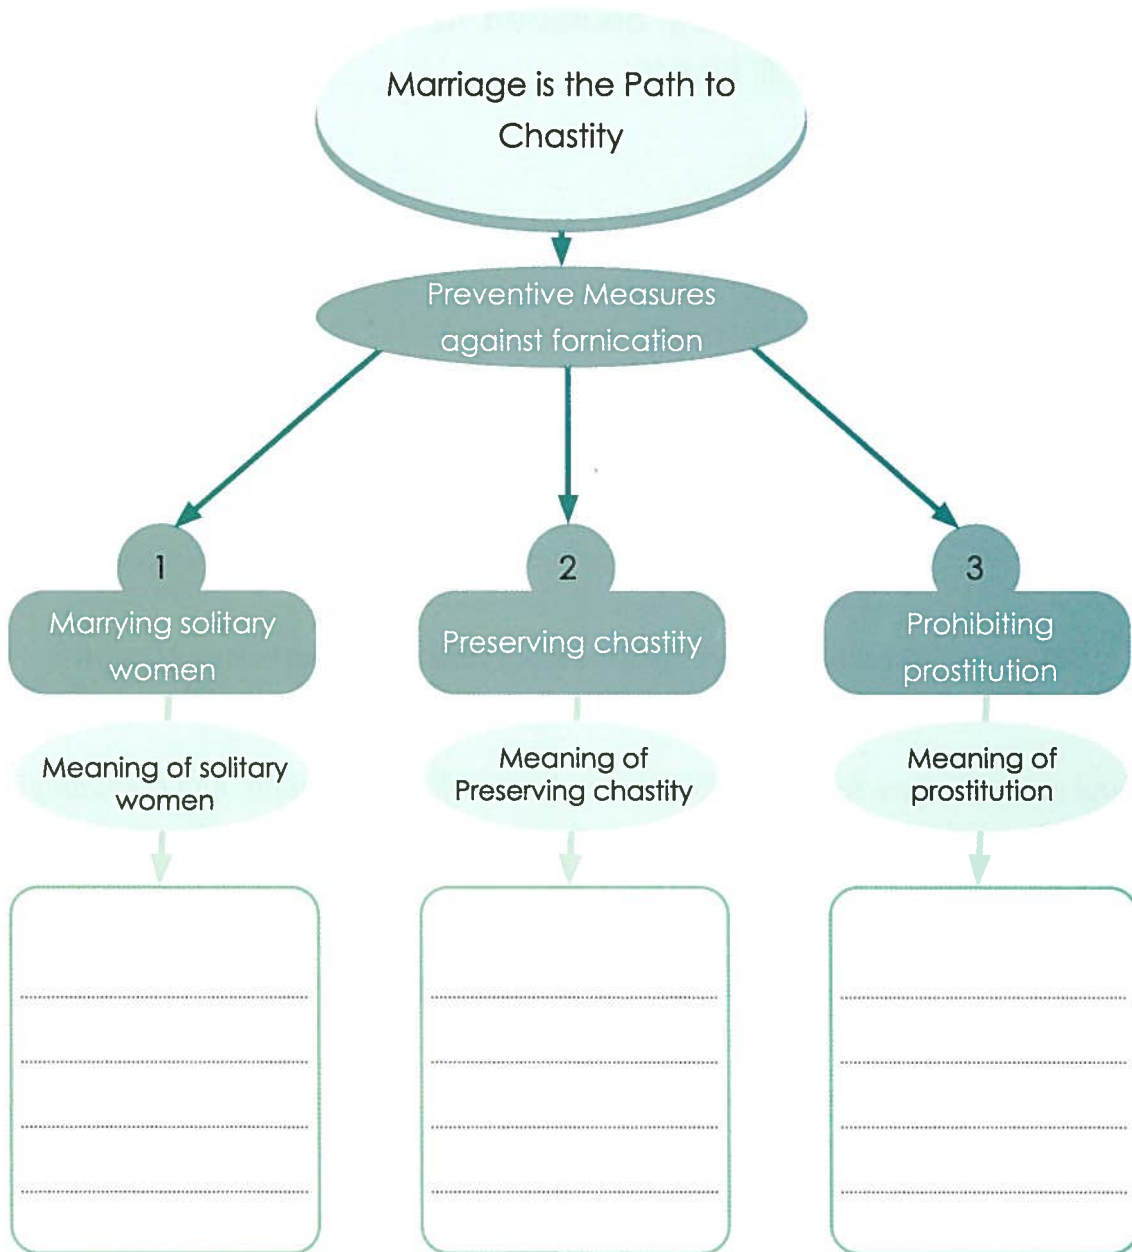 Marriage is the Path to
Chastity
Preventive Measures
against fornication
1
Marrying solitary
women
Meaning of solitary
women
2
Preserving chastity
Meaning of
Preserving chastity
3
Prohibiting
prostitution
Meaning of
prostitution